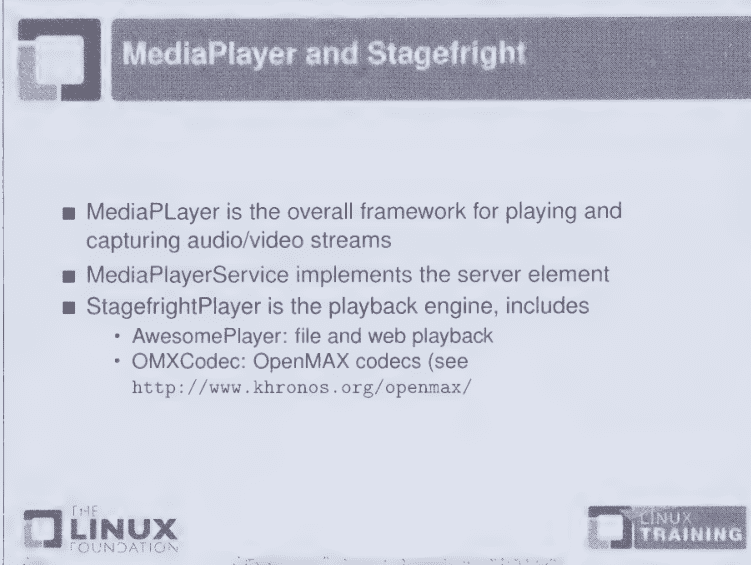 MediaPlayer and Stagefright
■ MediaPLayer is the overall framework for playing and
capturing audio/video streams
■ MediaPlayerService implements the server element
■ StagefrightPlayer is the playback engine, includes
• AwesomePlayer: file and web playback
• OMXCodec: OpenMAX codecs (see
http://www.khronos.org/openmax/
THE
LINUX
FOUNDATION
LINUX
TRAINING